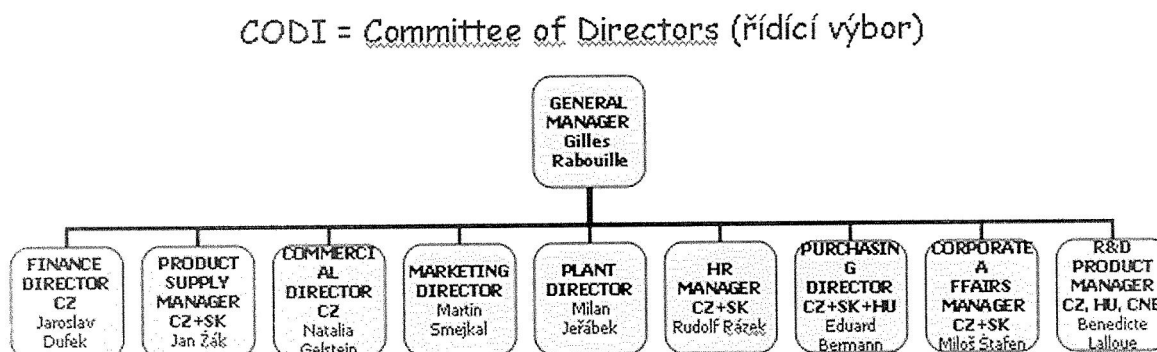 CODI = Committee of Directors (řídící výbor)
GENERAL
MANAGER
Gilles
Rabouille
FINANCE
DIRECTOR
CZ
Jaroslav
Dufek
PRODUCT
SUPPLY
MANAGER
CZ+SK
Jan Žák
COMMERCI
AL
DIRECTOR
CZ
Natalia
Gelstein
MARKETING
DIRECTOR
Martin
Smejkal
PLANT
DIRECTOR
Milan
Jeřábek
HR
MANAGER
CZ+SK
Rudolf Rázek
PURCHASIN
G
DIRECTOR
CZ+SK+HU
Eduard
Bermann
CORPORATE
A
FFAIRS
MANAGER
CZ+SK
Miloš Štafen
R&D
PRODUCT
MANAGER
CZ, HU, CNE
Benedicte
Lalloue